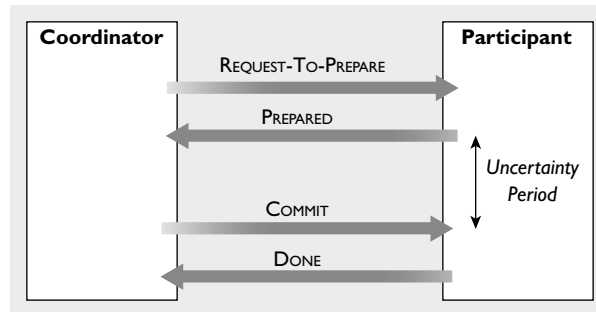 Coordinator
Participant
REQUEST-TO-PREPARE
PREPARED
Uncertainty
Period
COMMIT
DONE